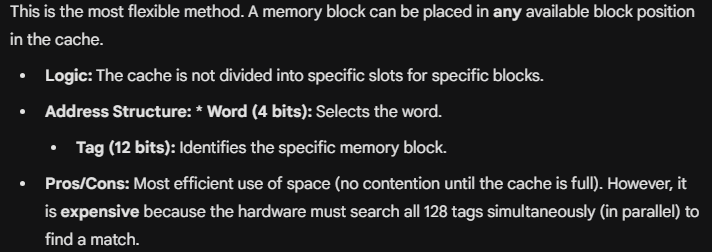 This is the most flexible method. A memory block can be placed in any available block position
in the cache.
• Logic: The cache is not divided into specific slots for specific blocks.
• Address Structure: * Word (4 bits): Selects the word.
• Tag (12 bits): Identifies the specific memory block.
• Pros/Cons: Most efficient use of space (no contention until the cache is full). However, it
is expensive because the hardware must search all 128 tags simultaneously (in parallel) to
find a match.